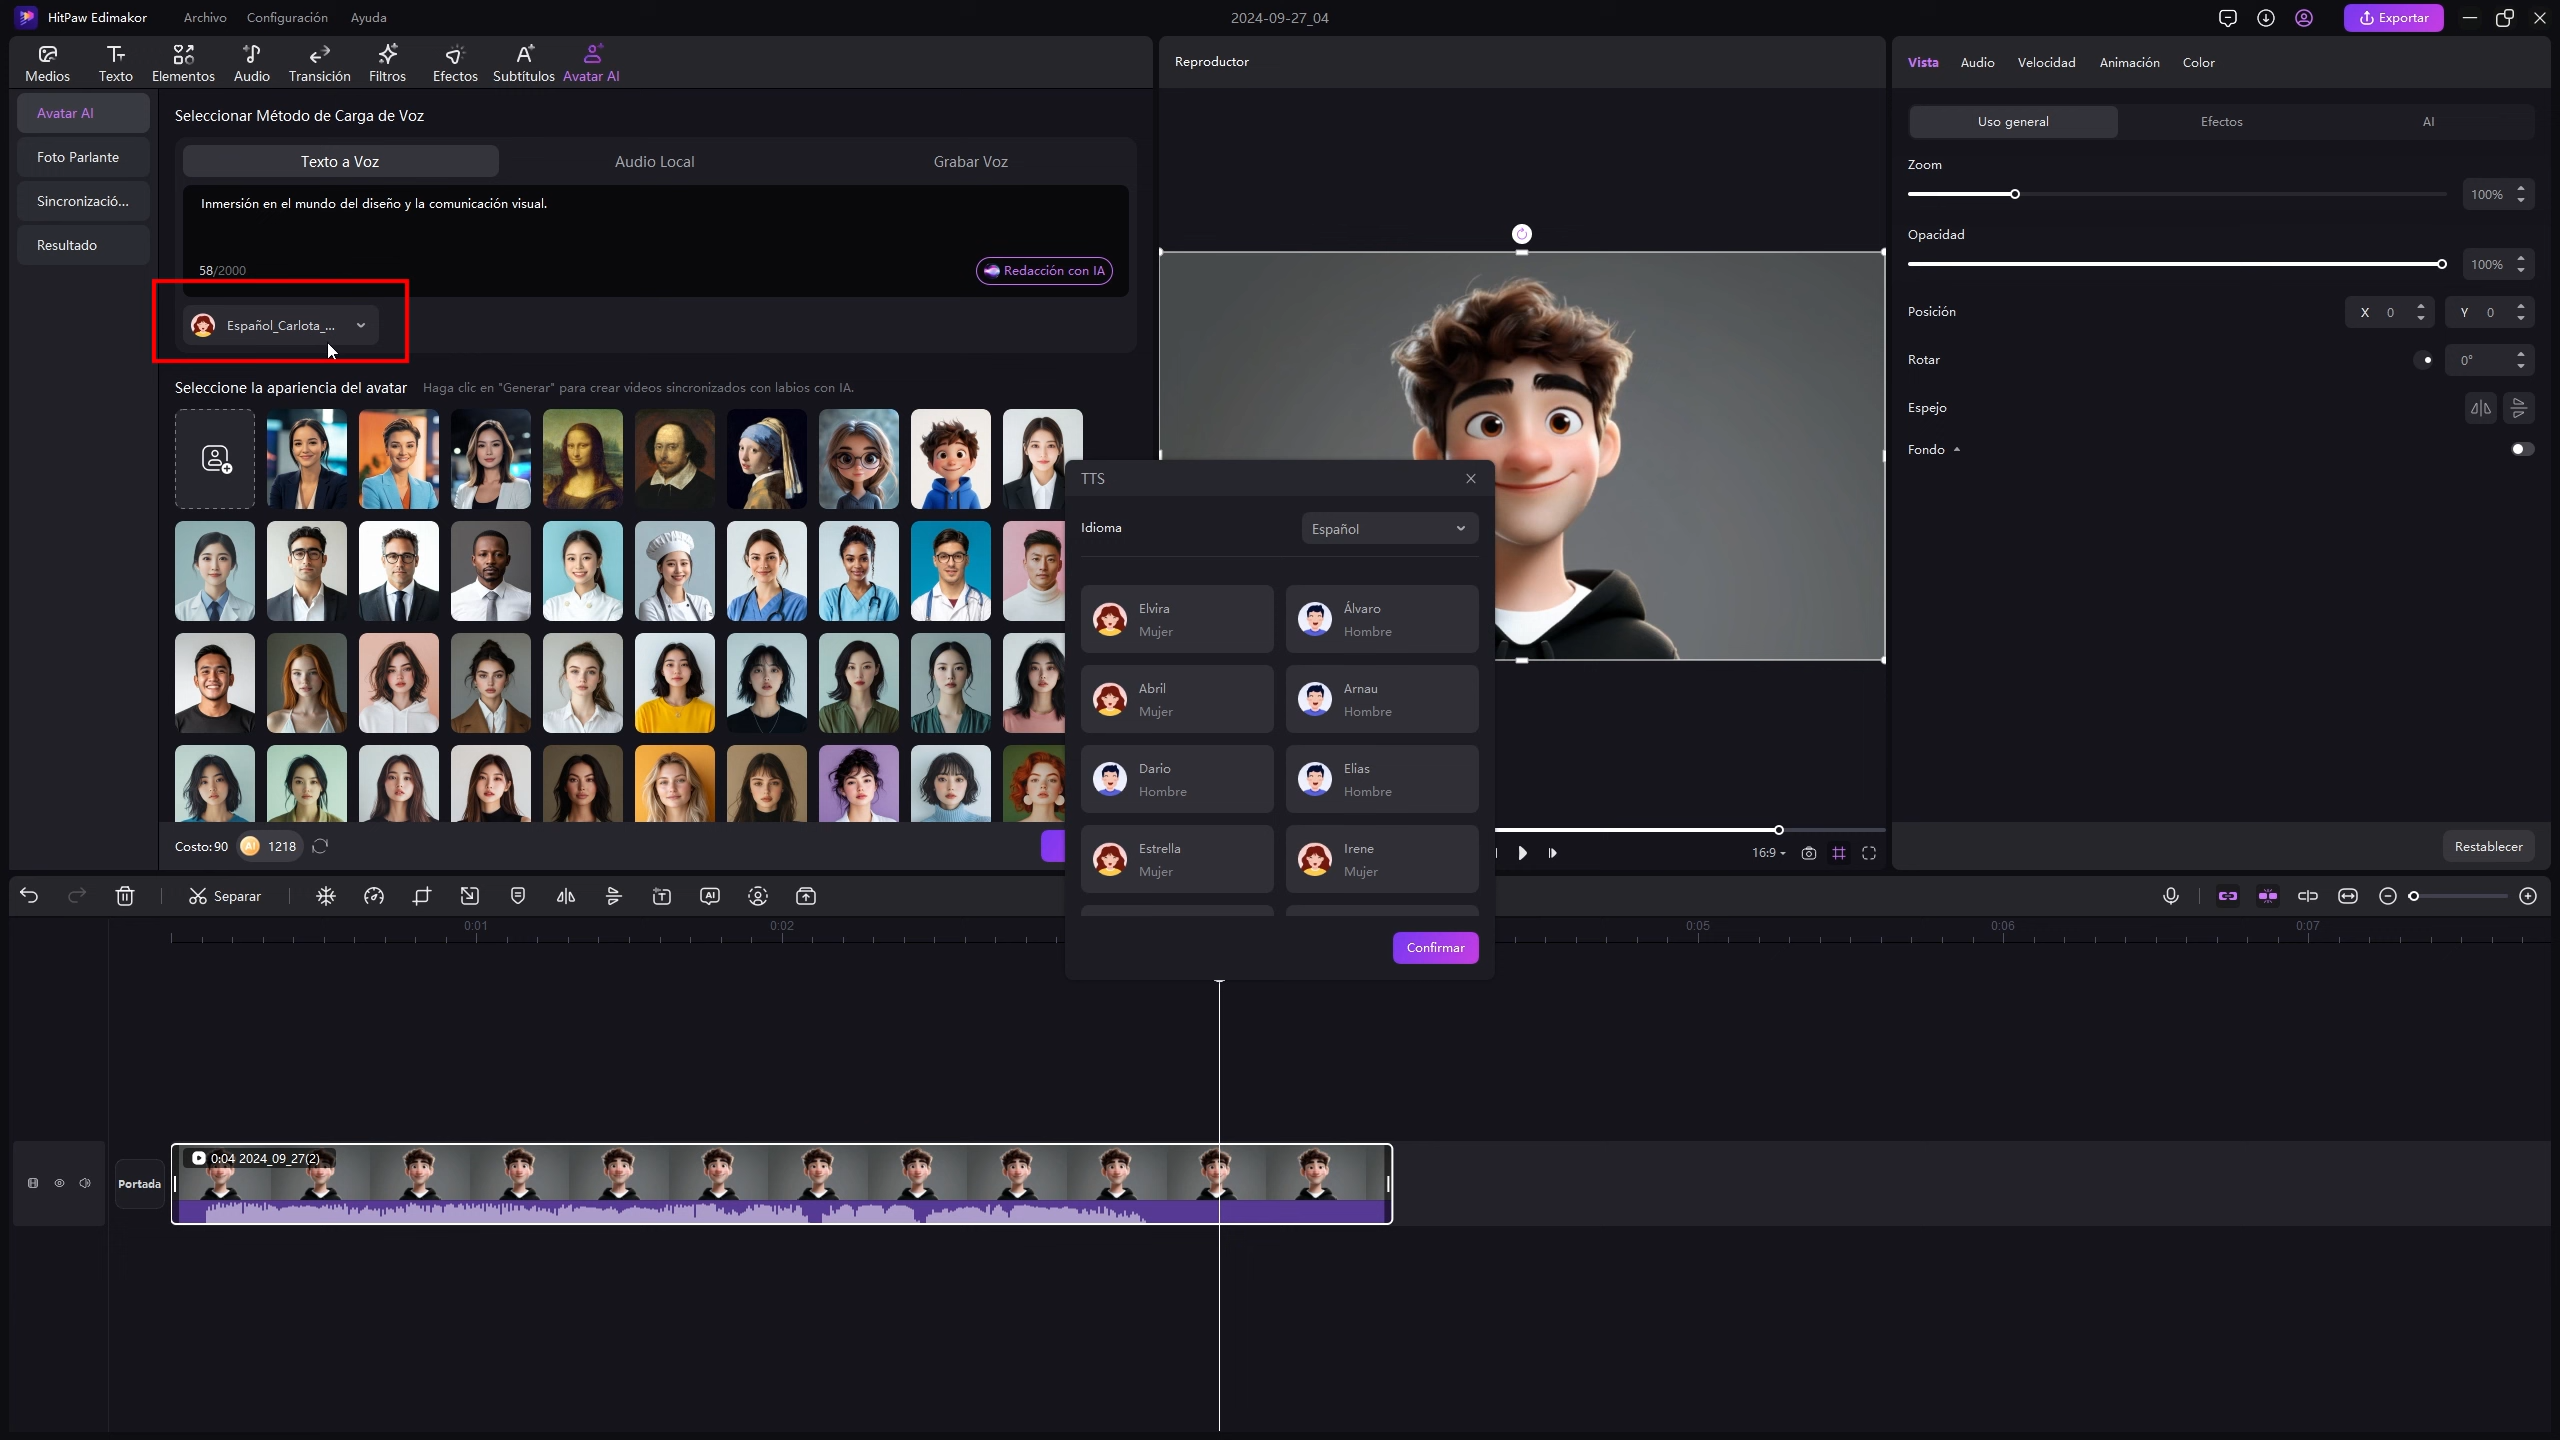 HitPaw Edimakor
Archivo
Configuración
Ayuda
2024-09-27_04
Exportar
Medios
Texto
Elementos
Audio
Transición
Filtros
Efectos
Subtítulos
Avatar AI
Avatar AI
Foto Parlante
Sincronizació...
Resultado
Seleccionar Método de Carga de Voz
Texto a Voz
Audio Local
Grabar Voz
Inmersión en el mundo del diseño y la comunicación visual.
58/2000
Redacción con IA
Español_Carlota_...
Seleccione la apariencia del avatar
Haga clic en "Generar" para crear videos sincronizados con labios con IA.
Costo:90
AI
1218
Reproductor
TTS
Idioma
Español
Elvira
Mujer
Álvaro
Hombre
Abril
Mujer
Arnau
Hombre
Dario
Hombre
Elias
Hombre
Estrella
Mujer
Irene
Mujer
Confirmar
16:9
Vista
Audio
Velocidad
Animación
Color
Uso general
Efectos
AI
Zoom
100%
Opacidad
100%
Posición
X 0
Y 0
Rotar
0°
Espejo
Fondo
Restablecer
Separar
0:01
0:02
0:05
0:06
0:07
Portada
0:04 2024_09_27(2)